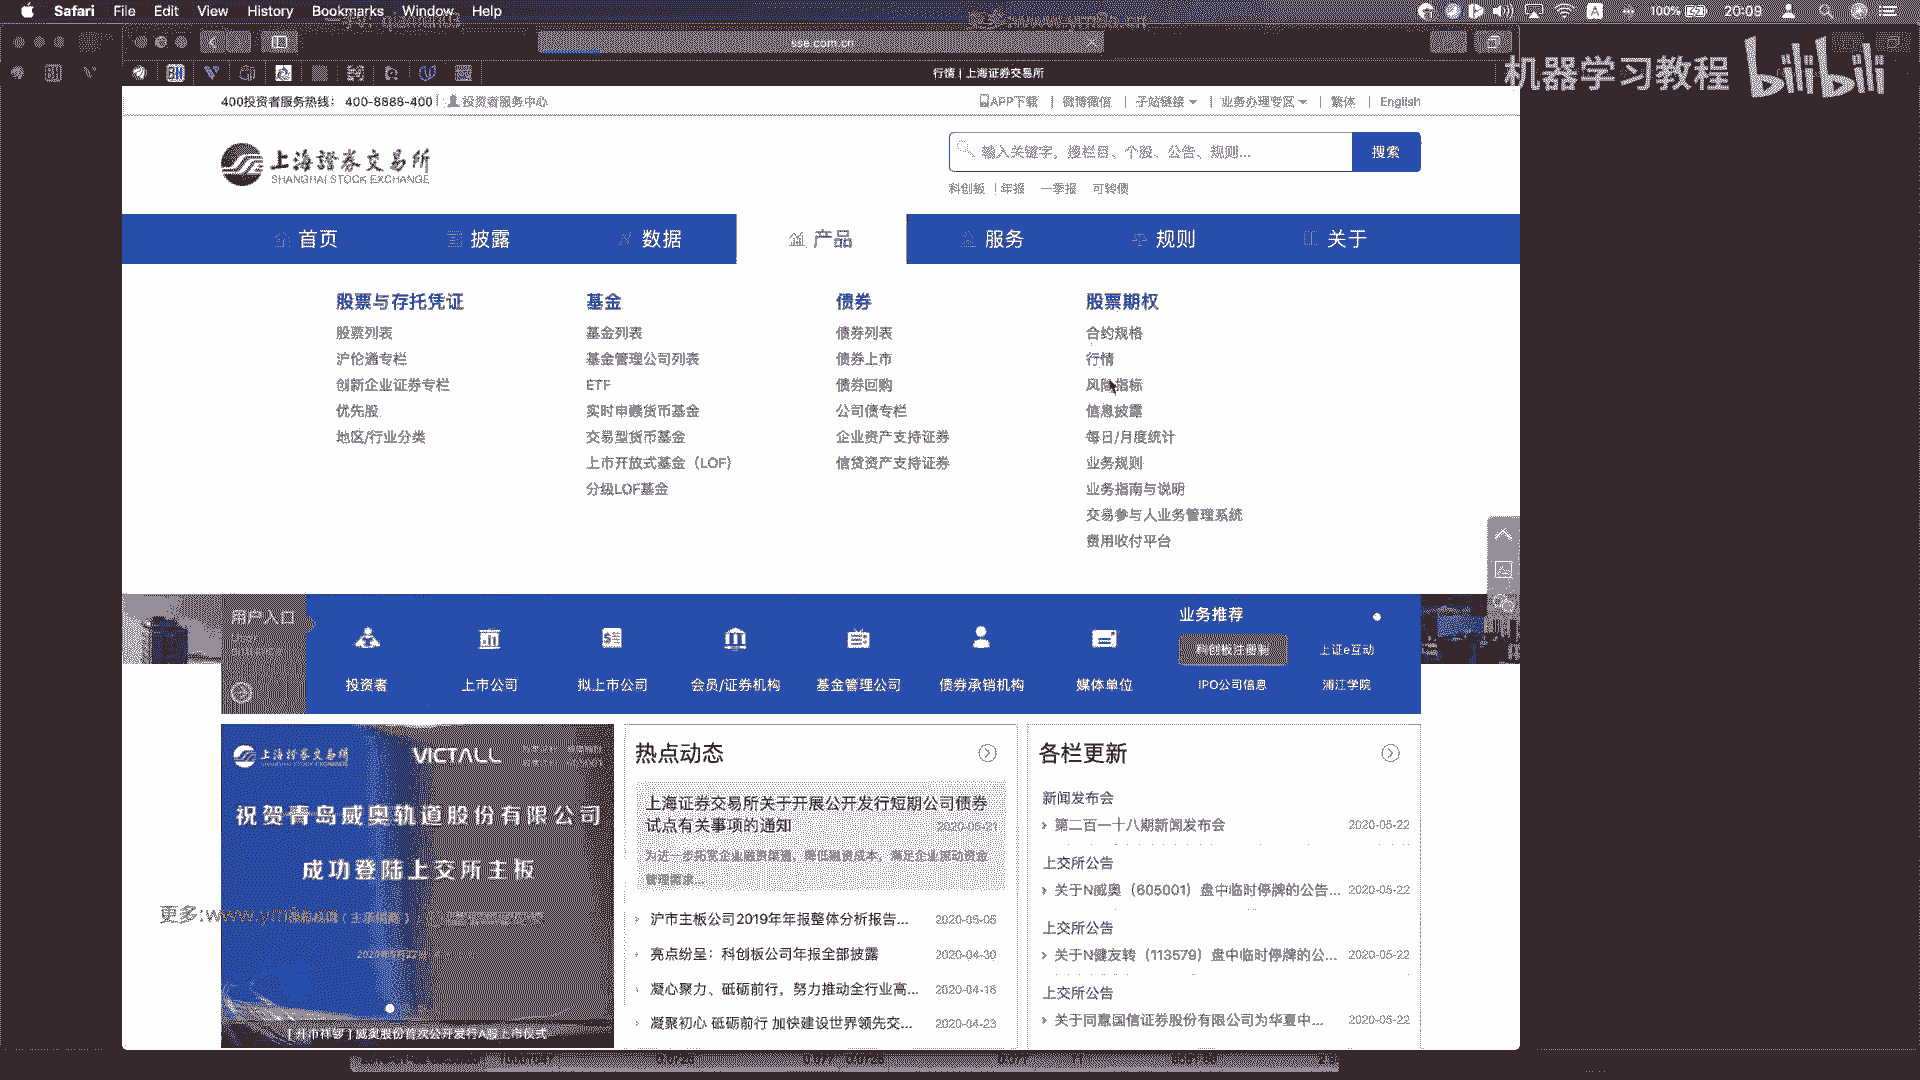 Safari File Edit View History Bookmarks Window Help
100% 20:09
sse.com.cn
行情 | 上海证券交易所
机器学习教程 bilibili
400投资者服务热线： 400-8888-400 | 投资者服务中心
APP下载 | 微博微信 | 子站链接 | 业务办理专区 | 繁体 | English
上海證券交易所
SHANGHAI STOCK EXCHANGE
输入关键字，搜栏目、个股、公告、规则...
搜索
科创板 | 年报 一季报 可转债
首页 披露 数据 产品 服务 规则 关于
股票与存托凭证
股票列表
沪伦通专栏
创新企业证券专栏
优先股
地区/行业分类
基金
基金列表
基金管理公司列表
ETF
实时申赎货币基金
交易型货币基金
上市开放式基金（LOF）
分级LOF基金
债券
债券列表
债券上市
债券回购
公司债专栏
企业资产支持证券
信贷资产支持证券
股票期权
合约规格
行情
风险指标
信息披露
每日/月度统计
业务规则
业务指南与说明
交易参与人业务管理系统
费用收付平台
用户入口
投资者
上市公司
拟上市公司
会员/证券机构
基金管理公司
债券承销机构
媒体单位
业务推荐
科创板注册制 上证e互动
IPO公司信息 浦江学院
上海證券交易所 VICTALL
祝贺青岛威奥轨道股份有限公司
成功登陆上交所主板
更多:www.ym
[ 开市锣鸣 ] 威奥股份首次公开发行A股上市仪式
热点动态
上海证券交易所关于开展公开发行短期公司债券
试点有关事项的通知 2020-05-21
为进一步拓宽企业融资渠道，降低融资成本，满足企业流动资金
管理需求...
沪市主板公司2019年年报整体分析报告... 2020-05-05
亮点纷呈：科创板公司年报全部披露 2020-04-30
凝心聚力、砥砺前行，努力推动全行业高... 2020-04-16
凝聚初心 砥砺前行 加快建设世界领先交... 2020-04-23
各栏更新
新闻发布会
第二百一十八期新闻发布会 2020-05-22
上交所公告
关于N威奥（605001）盘中临时停牌的公告... 2020-05-22
上交所公告
关于N健友转（113579）盘中临时停牌的公... 2020-05-22
上交所公告
关于同意国信证券股份有限公司为华夏中... 2020-05-22